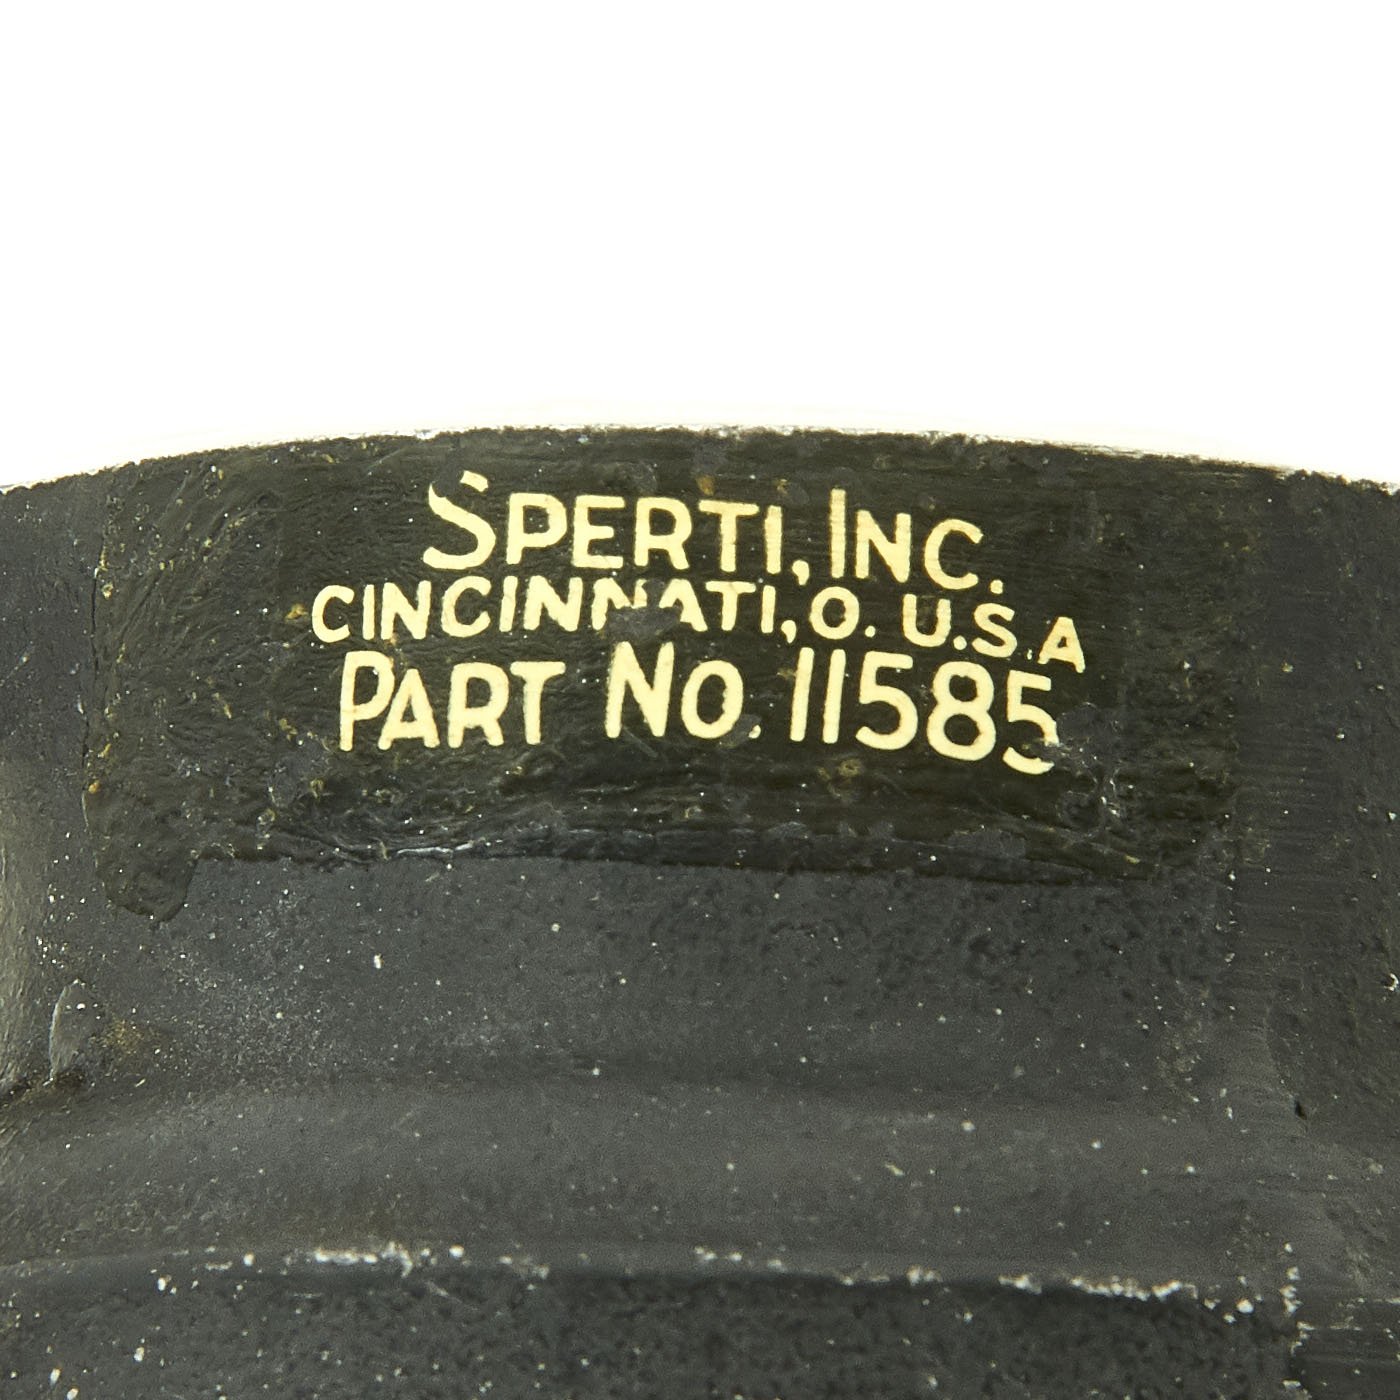 SPERTI, INC.
CINCINNATI, O. U.S.A
PART NO. 11585